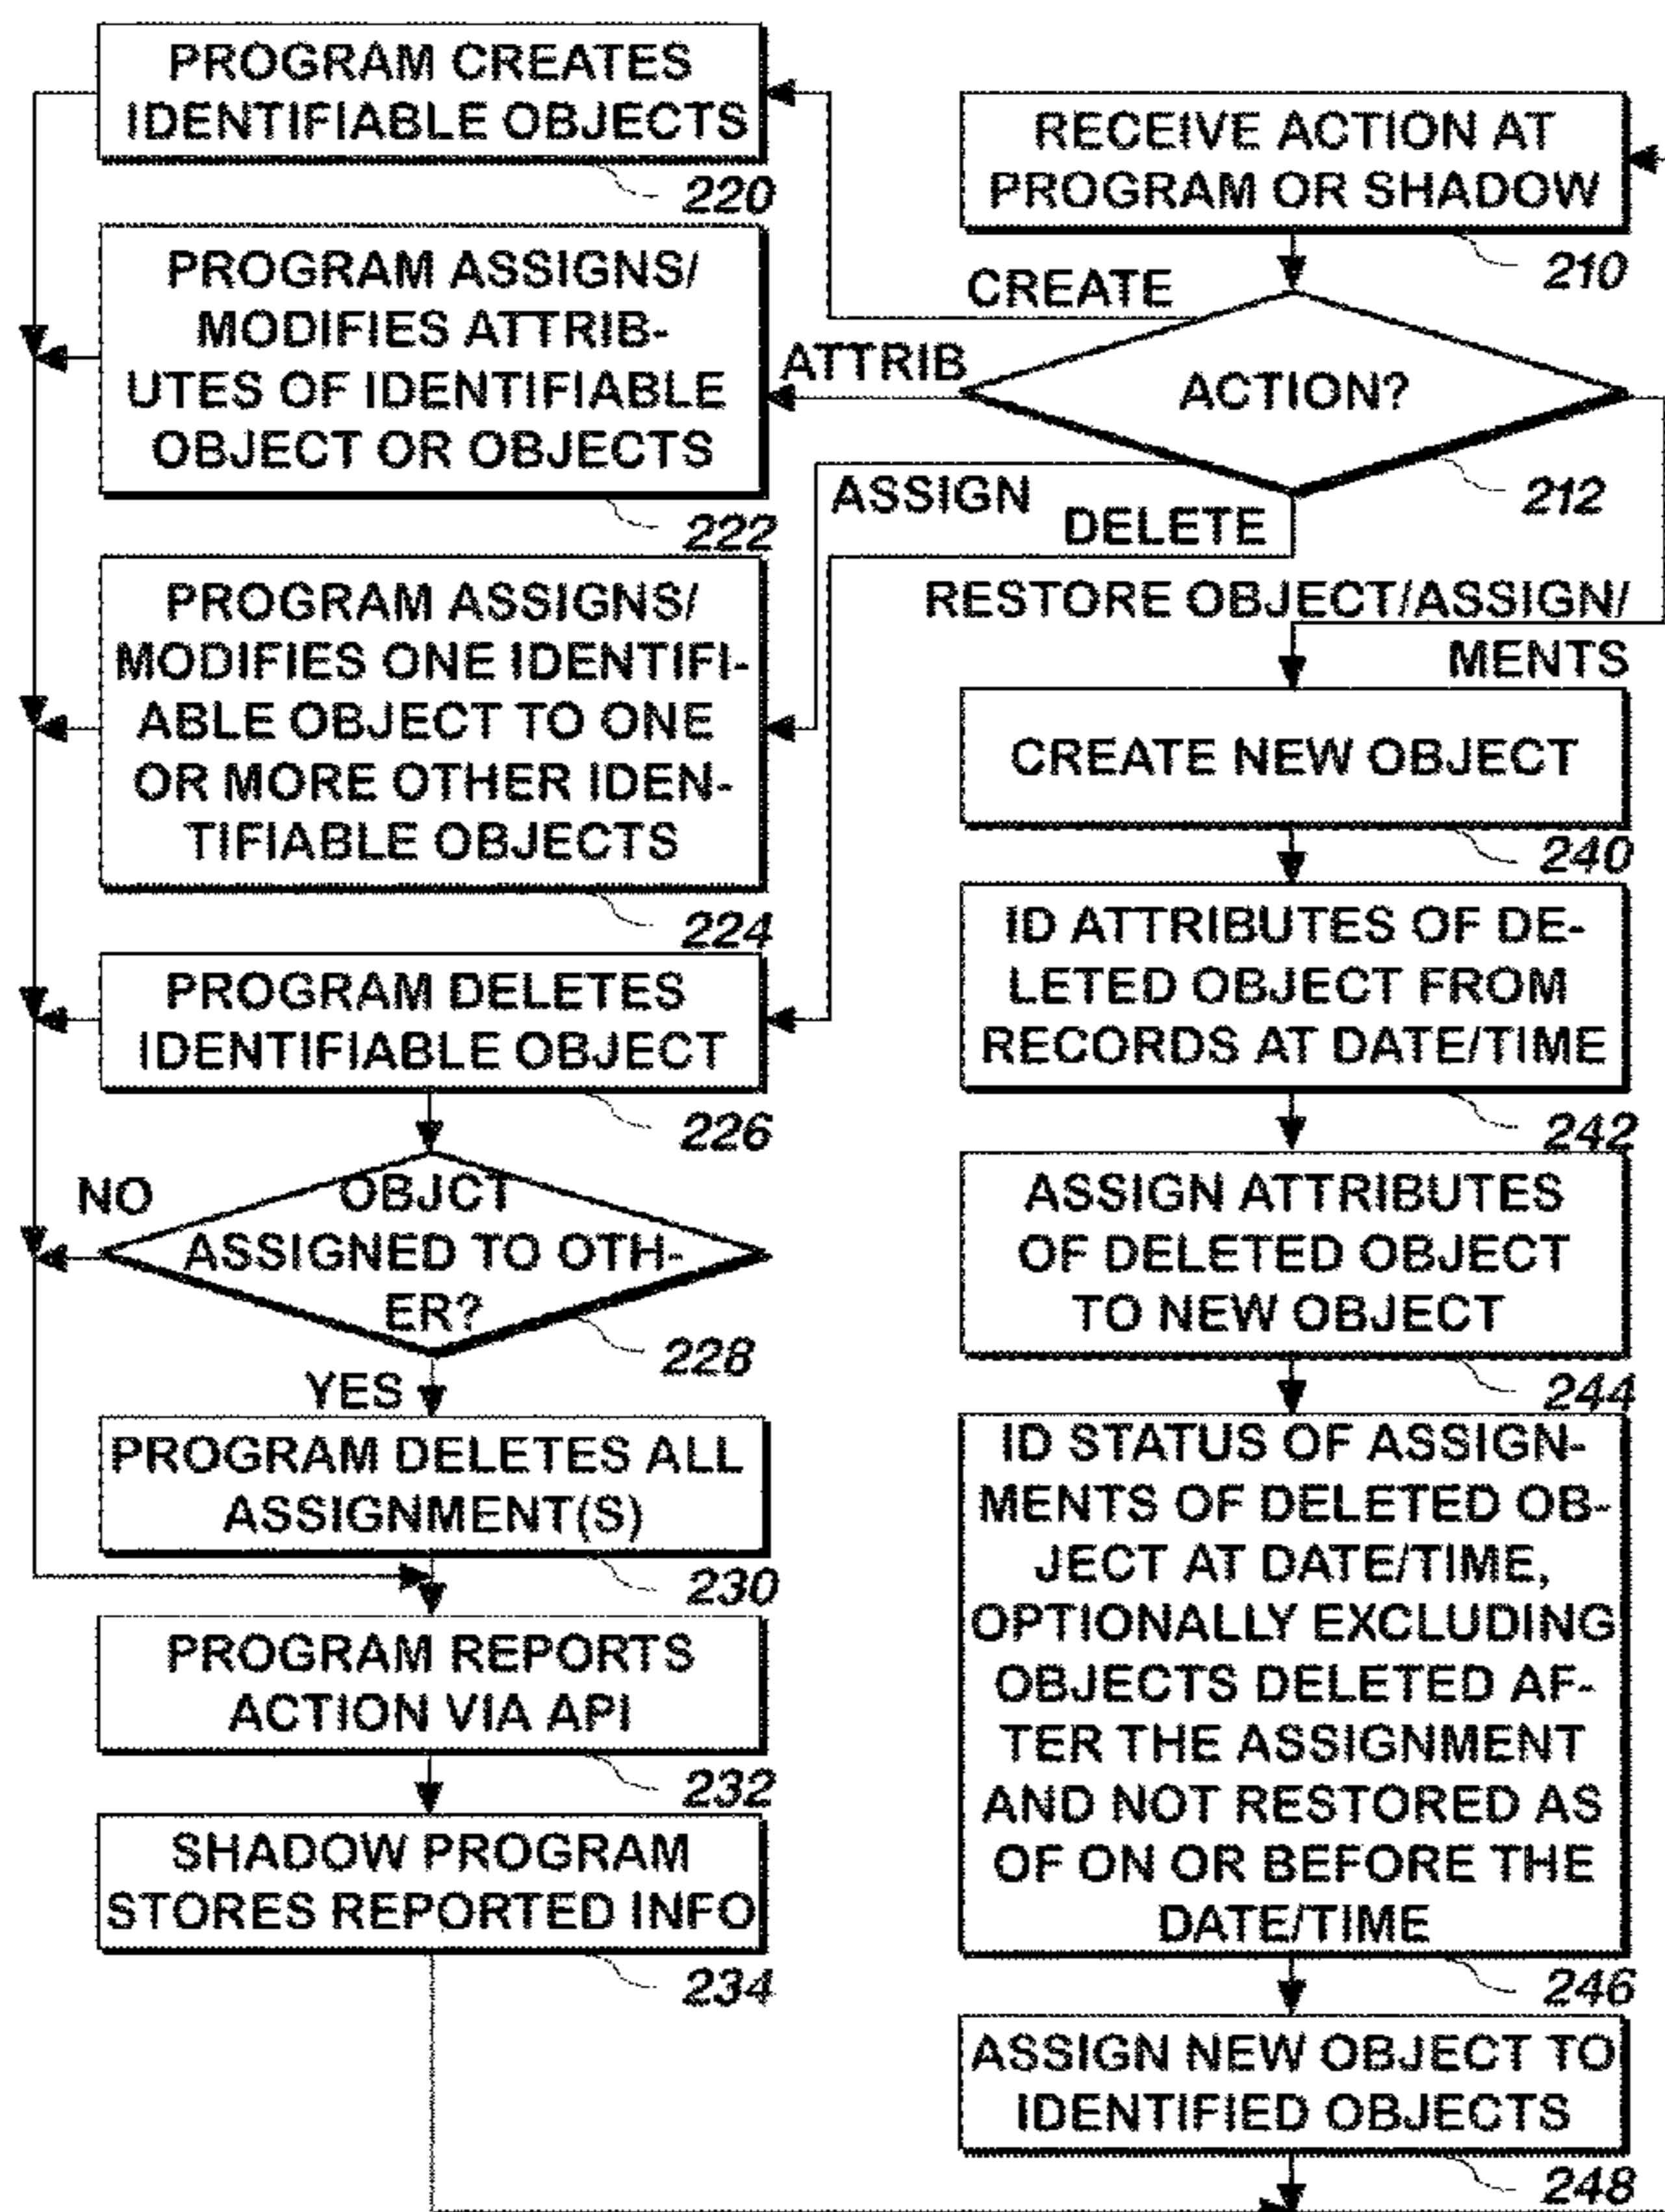 PROGRAM CREATES
IDENTIFIABLE OBJECTS
220
PROGRAM ASSIGNS/
MODIFIES ATTRIB-
UTES OF IDENTIFIABLE
OBJECT OR OBJECTS
222
PROGRAM ASSIGNS/
MODIFIES ONE IDENTIFI-
ABLE OBJECT TO ONE
OR MORE OTHER IDEN-
TIFIABLE OBJECTS
224
PROGRAM DELETES
IDENTIFIABLE OBJECT
226
NO
OBJCT
ASSIGNED TO OTH-
ER?
228
YES
PROGRAM DELETES ALL
ASSIGNMENT(S)
230
PROGRAM REPORTS
ACTION VIA API
232
SHADOW PROGRAM
STORES REPORTED INFO
234
RECEIVE ACTION AT
PROGRAM OR SHADOW
210
CREATE
ATTRIB
ACTION?
ASSIGN
212
DELETE
RESTORE OBJECT/ASSIGN/
MENTS
CREATE NEW OBJECT
240
ID ATTRIBUTES OF DE-
LETED OBJECT FROM
RECORDS AT DATE/TIME
242
ASSIGN ATTRIBUTES
OF DELETED OBJECT
TO NEW OBJECT
244
ID STATUS OF ASSIGN-
MENTS OF DELETED OB-
JECT AT DATE/TIME,
OPTIONALLY EXCLUDING
OBJECTS DELETED AF-
TER THE ASSIGNMENT
AND NOT RESTORED AS
OF ON OR BEFORE THE
DATE/TIME
246
ASSIGN NEW OBJECT TO
IDENTIFIED OBJECTS
248